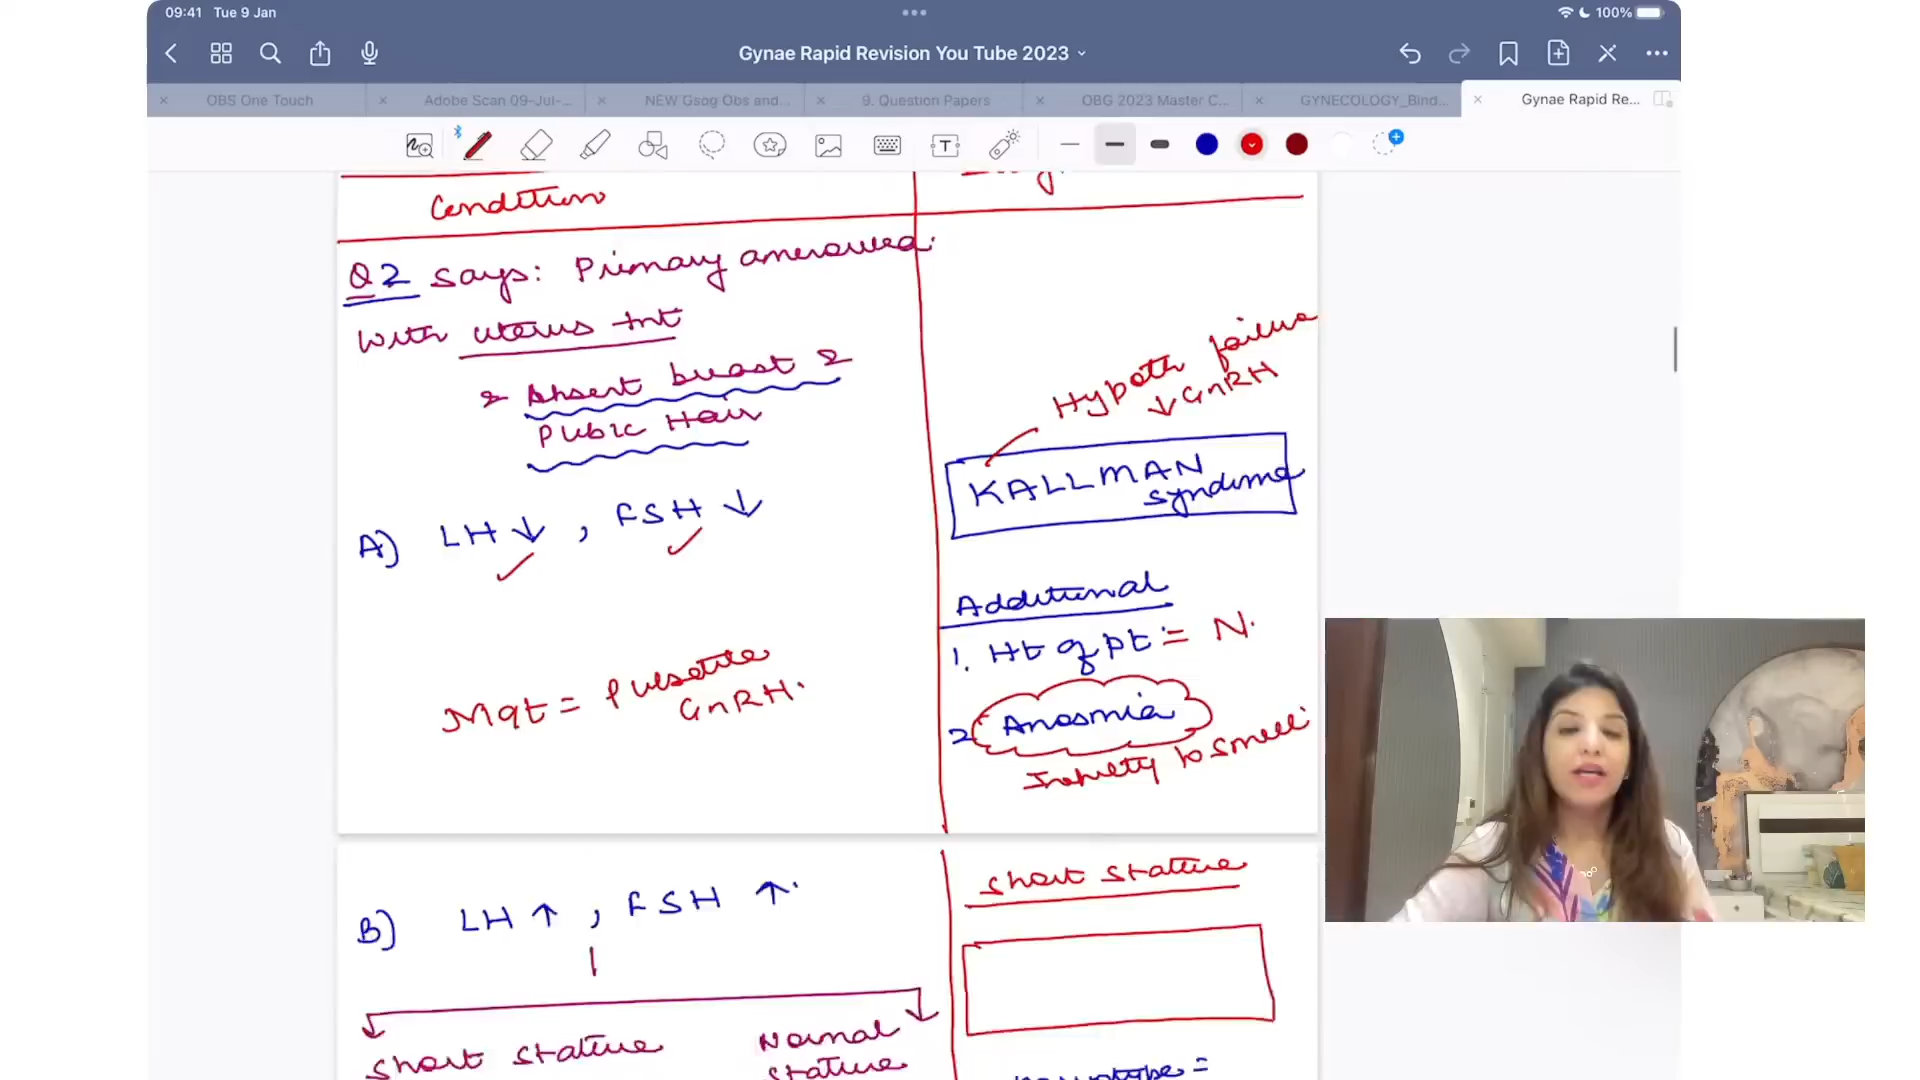 09:41 Tue 9 Jan
100%
Gynae Rapid Revision You Tube 2023
OBS One Touch
Adobe Scan 09-Jul-...
NEW Gsog Obs and...
9. Question Papers
OBG 2023 Master C...
GYNECOLOGY_Bind...
Gynae Rapid Re...
Condition
Q2 says: Primary
With uterus
& Absent breast &
Pubic Hair
A) LH ↓ , FSH ↓
Mgt = Pulsatile
GnRH.
Hypoth failure
↓ GnRH
KALLMAN
syndrome
Additional
1. Ht of pt = N.
2 Anosmia
to smell
B) LH ↑ , FSH ↑
Short stature
Normal
stature
Short stature